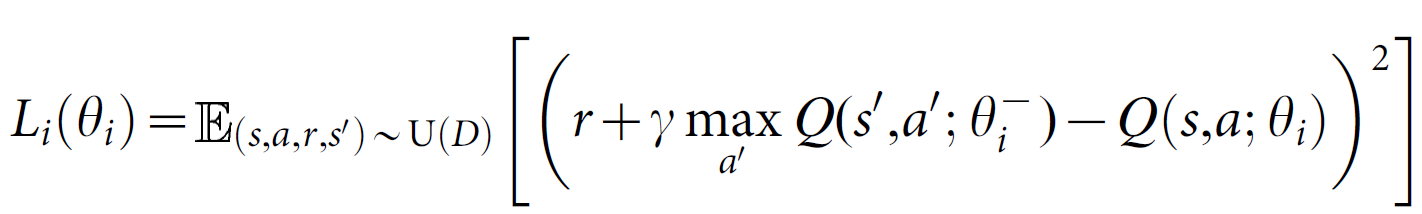 L_i(θ_i) = 𝔼_{(s,a,r,s′)∼U(D)} [ ( r + γ max_{a′} Q(s′,a′; θ_i^−) − Q(s,a; θ_i) )^2 ]